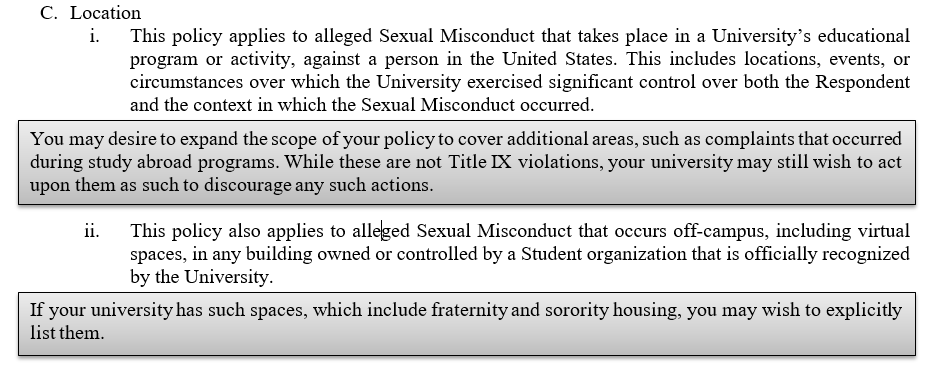 C. Location
i. This policy applies to alleged Sexual Misconduct that takes place in a University’s educational
program or activity, against a person in the United States. This includes locations, events, or
circumstances over which the University exercised significant control over both the Respondent
and the context in which the Sexual Misconduct occurred.
You may desire to expand the scope of your policy to cover additional areas, such as complaints that occurred
during study abroad programs. While these are not Title IX violations, your university may still wish to act
upon them as such to discourage any such actions.
ii. This policy also applies to alleged Sexual Misconduct that occurs off-campus, including virtual
spaces, in any building owned or controlled by a Student organization that is officially recognized
by the University.
If your university has such spaces, which include fraternity and sorority housing, you may wish to explicitly
list them.